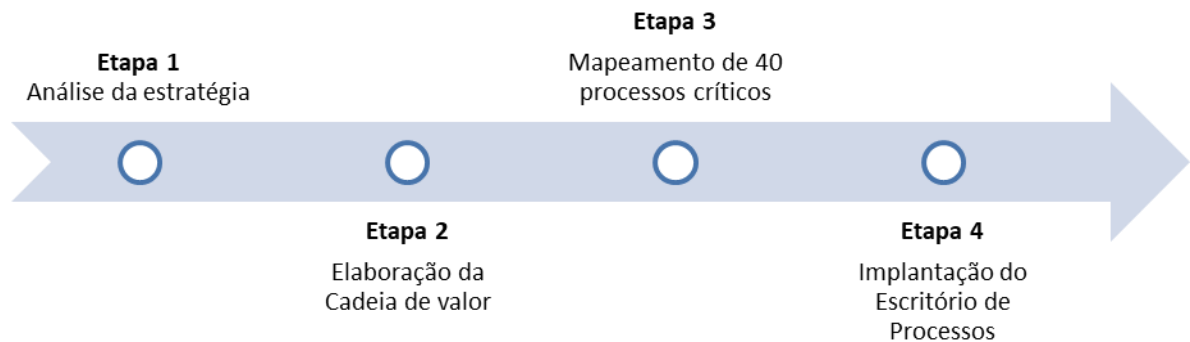 Etapa 1
Análise da estratégia
Etapa 2
Elaboração da
Cadeia de valor
Etapa 3
Mapeamento de 40
processos críticos
Etapa 4
Implantação do
Escritório de
Processos